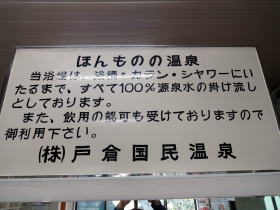 ほんものの温泉
当浴場は、浴槽・カラン・シャワーにい
たるまで、すべて100%源泉水の掛け流し
としております。
また、飲用の認可も受けておりますので
御利用下さい。
(株)戸倉国民温泉